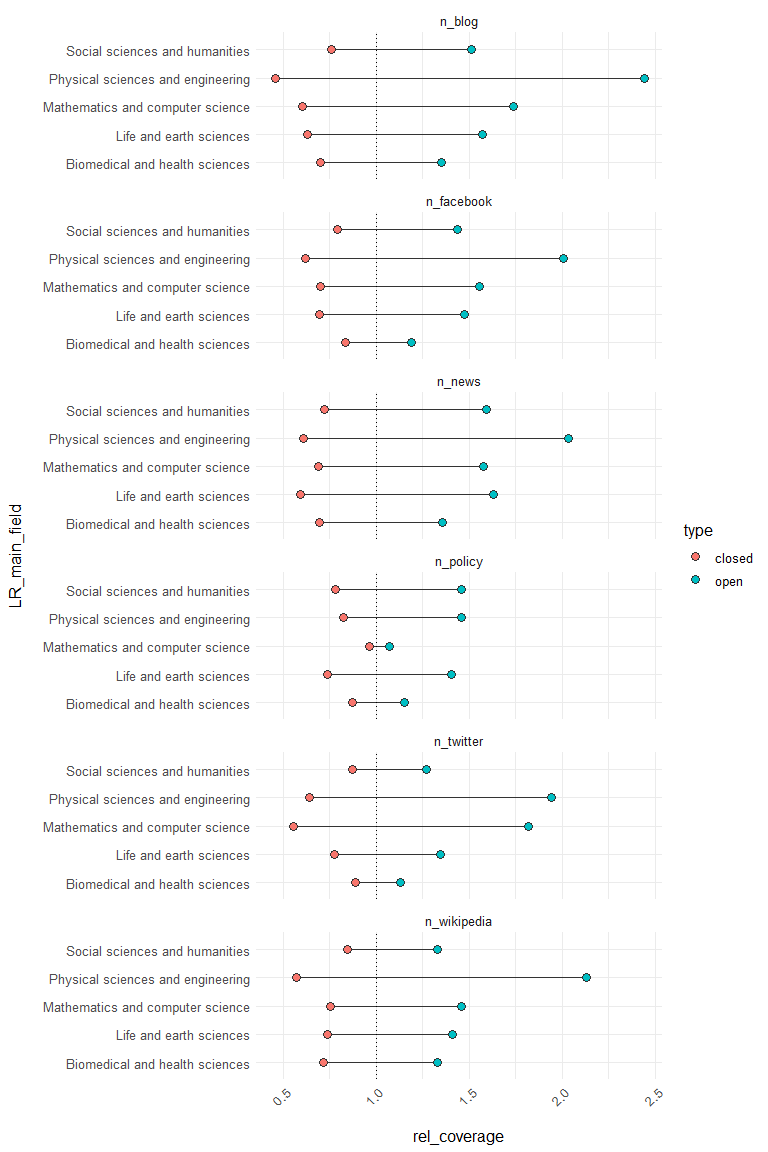 n_blog
Social sciences and humanities
Physical sciences and engineering
Mathematics and computer science
Life and earth sciences
Biomedical and health sciences
n_facebook
Social sciences and humanities
Physical sciences and engineering
Mathematics and computer science
Life and earth sciences
Biomedical and health sciences
n_news
Social sciences and humanities
Physical sciences and engineering
Mathematics and computer science
Life and earth sciences
Biomedical and health sciences
n_policy
Social sciences and humanities
Physical sciences and engineering
Mathematics and computer science
Life and earth sciences
Biomedical and health sciences
n_twitter
Social sciences and humanities
Physical sciences and engineering
Mathematics and computer science
Life and earth sciences
Biomedical and health sciences
n_wikipedia
Social sciences and humanities
Physical sciences and engineering
Mathematics and computer science
Life and earth sciences
Biomedical and health sciences
0.5 1.0 1.5 2.0 2.5
rel_coverage
LR_main_field
type
closed
open